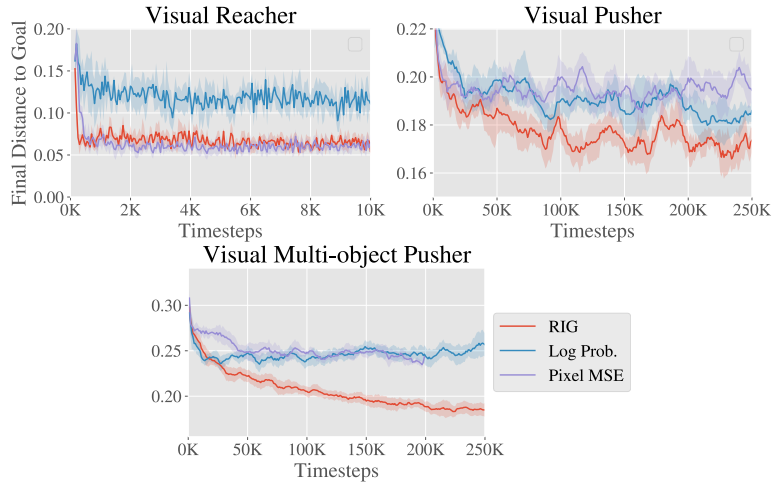 Visual Reacher
Visual Pusher
Final Distance to Goal
0.20
0.15
0.10
0.05
0.00
0K 2K 4K 6K 8K 10K
Timesteps
0.22
0.20
0.18
0.16
0K 50K 100K 150K 200K 250K
Timesteps
Visual Multi-object Pusher
0.30
0.25
0.20
0K 50K 100K 150K 200K 250K
Timesteps
RIG
Log Prob.
Pixel MSE